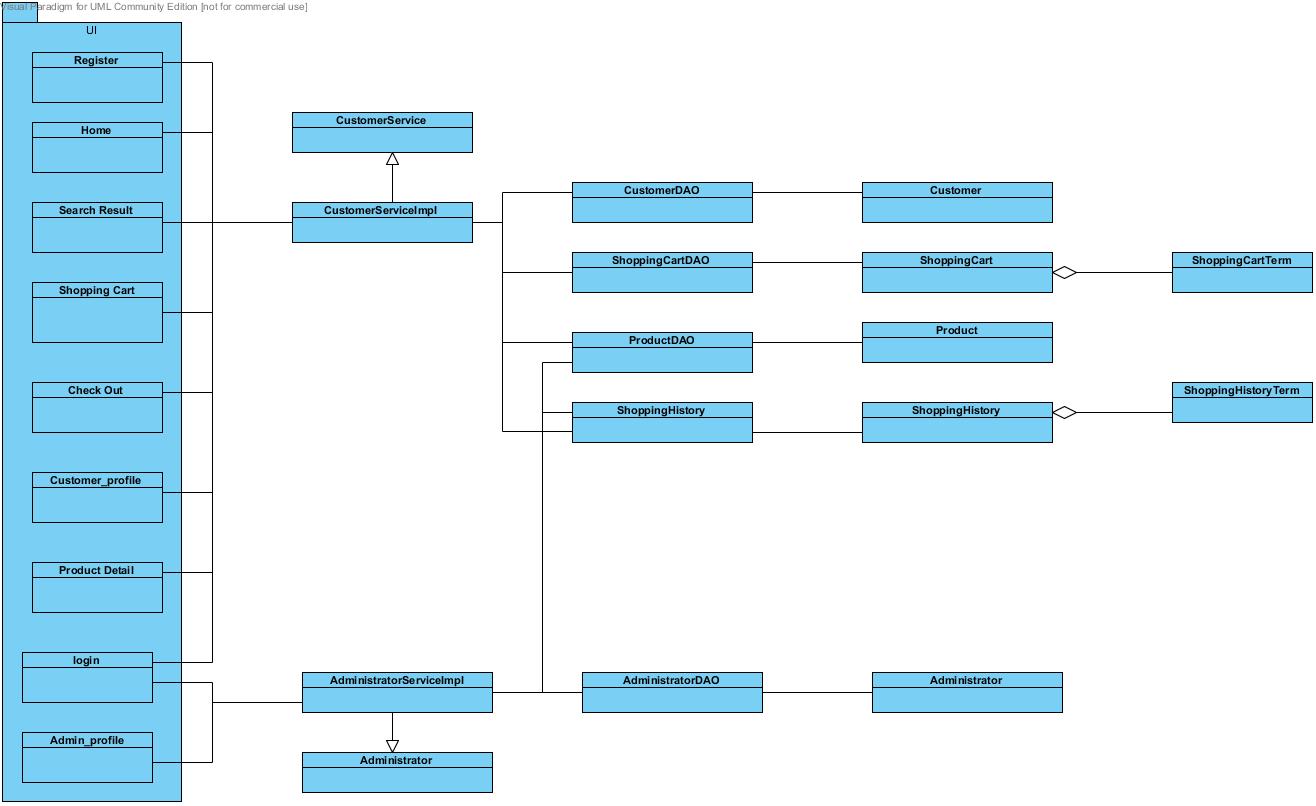 Visual Paradigm for UML Community Edition [not for commercial use]
UI
Register
Home
Search Result
Shopping Cart
Check Out
Customer_profile
Product Detail
login
Admin_profile
CustomerService
CustomerServiceImpl
CustomerDAO
Customer
ShoppingCartDAO
ShoppingCart
ShoppingCartTerm
ProductDAO
Product
ShoppingHistory
ShoppingHistory
ShoppingHistoryTerm
AdministratorServiceImpl
AdministratorDAO
Administrator
Administrator